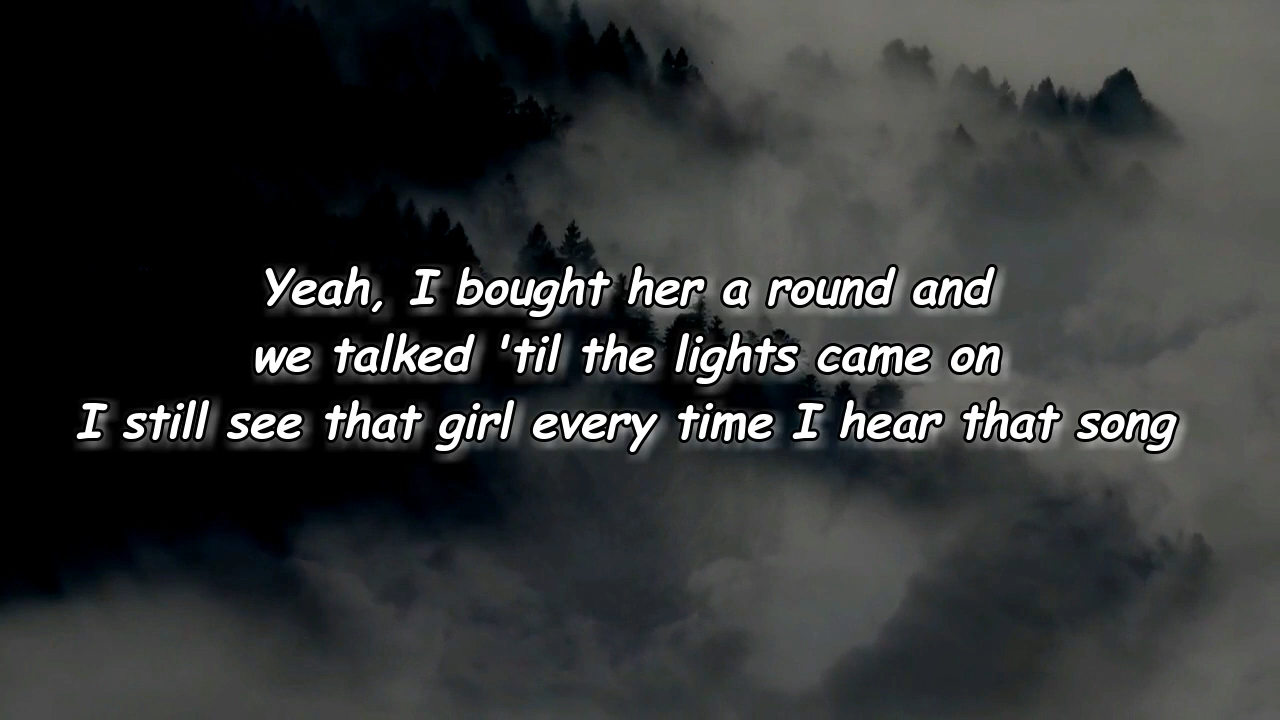 Yeah, I bought her a round and
we talked 'til the lights came on
I still see that girl every time I hear that song